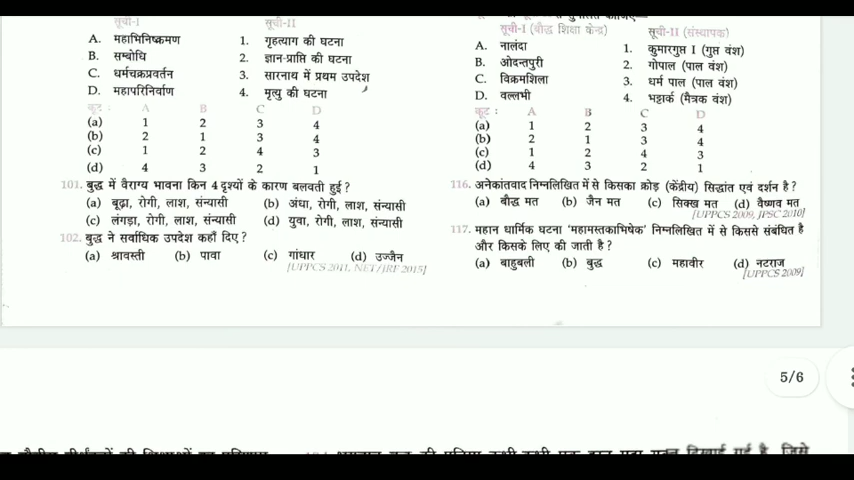 सूची-I सूची-II
A. महाभिनिष्क्रमण 1. गृहत्याग की घटना
B. सम्बोधि 2. ज्ञान-प्राप्ति की घटना
C. धर्मचक्रप्रवर्तन 3. सारनाथ में प्रथम उपदेश
D. महापरिनिर्वाण 4. मृत्यु की घटना
कूट : A B C D
(a) 1 2 3 4
(b) 2 1 3 4
(c) 1 2 4 3
(d) 4 3 2 1
101. बुद्ध में वैराग्य भावना किन 4 दृश्यों के कारण बलवती हुई?
(a) बूढ़ा, रोगी, लाश, संन्यासी (b) अंधा, रोगी, लाश, संन्यासी
(c) लंगड़ा, रोगी, लाश, संन्यासी (d) युवा, रोगी, लाश, संन्यासी
102. बुद्ध ने सर्वाधिक उपदेश कहाँ दिए?
(a) श्रावस्ती (b) पावा (c) गांधार (d) उज्जैन
[UPPCS 2011, NET/JRF 2015]
सूची-I (बौद्ध शिक्षा केन्द्र) सूची-II (संस्थापक)
A. नालंदा 1. कुमारगुप्त I (गुप्त वंश)
B. ओदन्तपुरी 2. गोपाल (पाल वंश)
C. विक्रमशिला 3. धर्म पाल (पाल वंश)
D. वल्लभी 4. भट्टार्क (मैत्रक वंश)
कूट : A B C D
(a) 1 2 3 4
(b) 2 1 3 4
(c) 1 2 4 3
(d) 4 3 2 1
116. अनेकांतवाद निम्नलिखित में से किसका क्रोड़ (केंद्रीय) सिद्धांत एवं दर्शन है?
(a) बौद्ध मत (b) जैन मत (c) सिक्ख मत (d) वैष्णव मत
[UPPCS 2009, JPSC 2010]
117. महान धार्मिक घटना 'महामस्तकाभिषेक' निम्नलिखित में से किससे संबंधित है
और किसके लिए की जाती है?
(a) बाहुबली (b) बुद्ध (c) महावीर (d) नटराज
[UPPCS 2009]
5/6